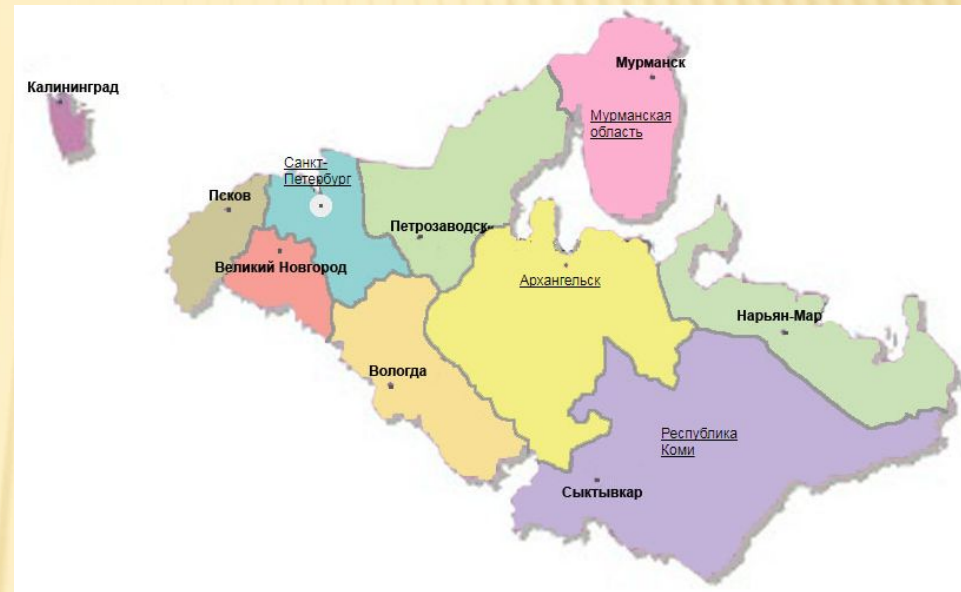 Мурманск
Калининград
Мурманская
область
Санкт-
Петербург
Псков
Петрозаводск
Великий Новгород
Архангельск
Нарьян-Мар
Вологда
Республика
Коми
Сыктывкар